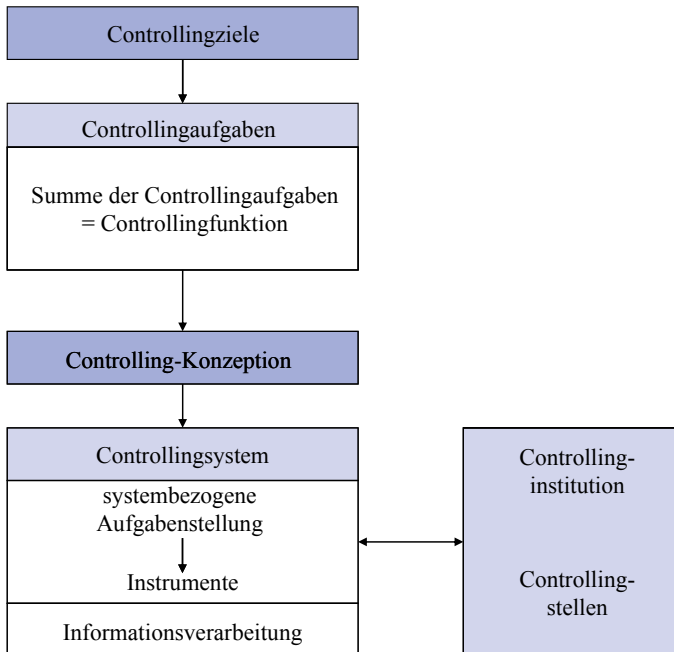 Controllingziele
Controllingaufgaben
Summe der Controllingaufgaben
= Controllingfunktion
Controlling-Konzeption
Controllingsystem
systembezogene
Aufgabenstellung
Instrumente
Informationsverarbeitung
Controlling-
institution
Controlling-
stellen